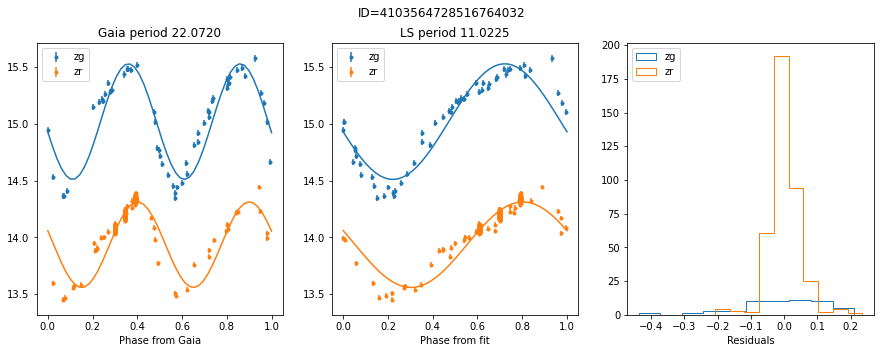 ID=4103564728516764032
Gaia period 22.0720
zg
zr
15.5
15.0
14.5
14.0
13.5
0.0 0.2 0.4 0.6 0.8 1.0
Phase from Gaia
LS period 11.0225
zg
zr
15.5
15.0
14.5
14.0
13.5
0.0 0.2 0.4 0.6 0.8 1.0
Phase from fit
zg
zr
200
175
150
125
100
75
50
25
0
−0.4 −0.3 −0.2 −0.1 0.0 0.1 0.2
Residuals